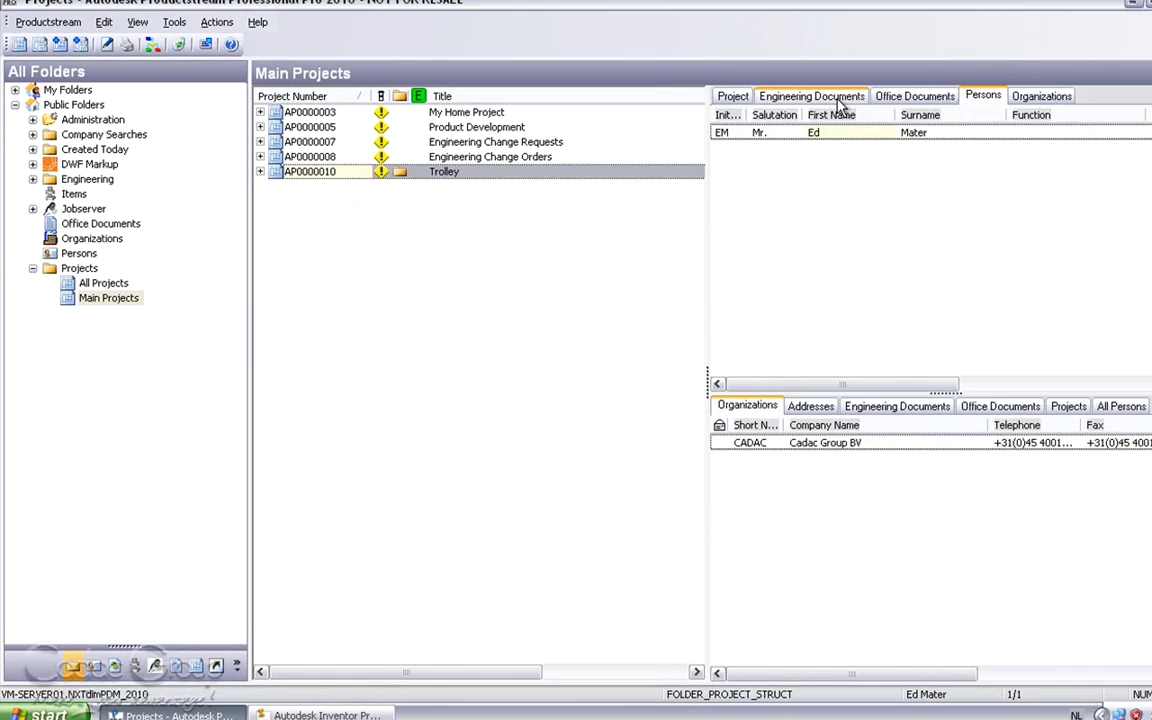 Projects - Autodesk Productstream Professional Pro 2010 - NOT FOR RESALE
Productstream Edit View Tools Actions Help
All Folders
My Folders
Public Folders
Administration
Company Searches
Created Today
DWF Markup
Engineering
Items
Jobserver
Office Documents
Organizations
Persons
Projects
All Projects
Main Projects
Main Projects
Project Number E Title
AP0000003 My Home Project
AP0000005 Product Development
AP0000007 Engineering Change Requests
AP0000008 Engineering Change Orders
AP0000010 Trolley
Project Engineering Documents Office Documents Persons Organizations
Init... Salutation First Name Surname Function
EM Mr. Ed Mater
Organizations Addresses Engineering Documents Office Documents Projects All Persons
Short N... Company Name Telephone Fax
CADAC Cadac Group BV +31(0)45 4001... +31(0)45 4001
VM-SERVER01.NXTdimPDM_2010 FOLDER_PROJECT_STRUCT Ed Mater 1/1 NUM
start Projects - Autodesk P... Autodesk Inventor Pr... NL